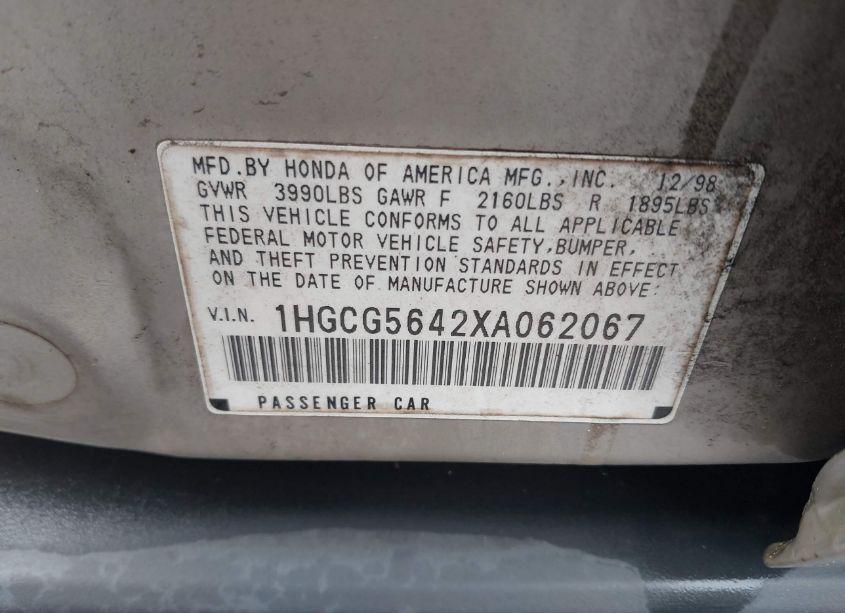 MFD.BY HONDA OF AMERICA MFG.,INC. 12/98
GVWR 3990LBS GAWR F 2160LBS R 1895LBS
THIS VEHICLE CONFORMS TO ALL APPLICABLE
FEDERAL MOTOR VEHICLE SAFETY,BUMPER,
AND THEFT PREVENTION STANDARDS IN EFFECT
ON THE DATE OF MANUFACTURE SHOWN ABOVE:
V.I.N. 1HGCG5642XA062067
PASSENGER CAR